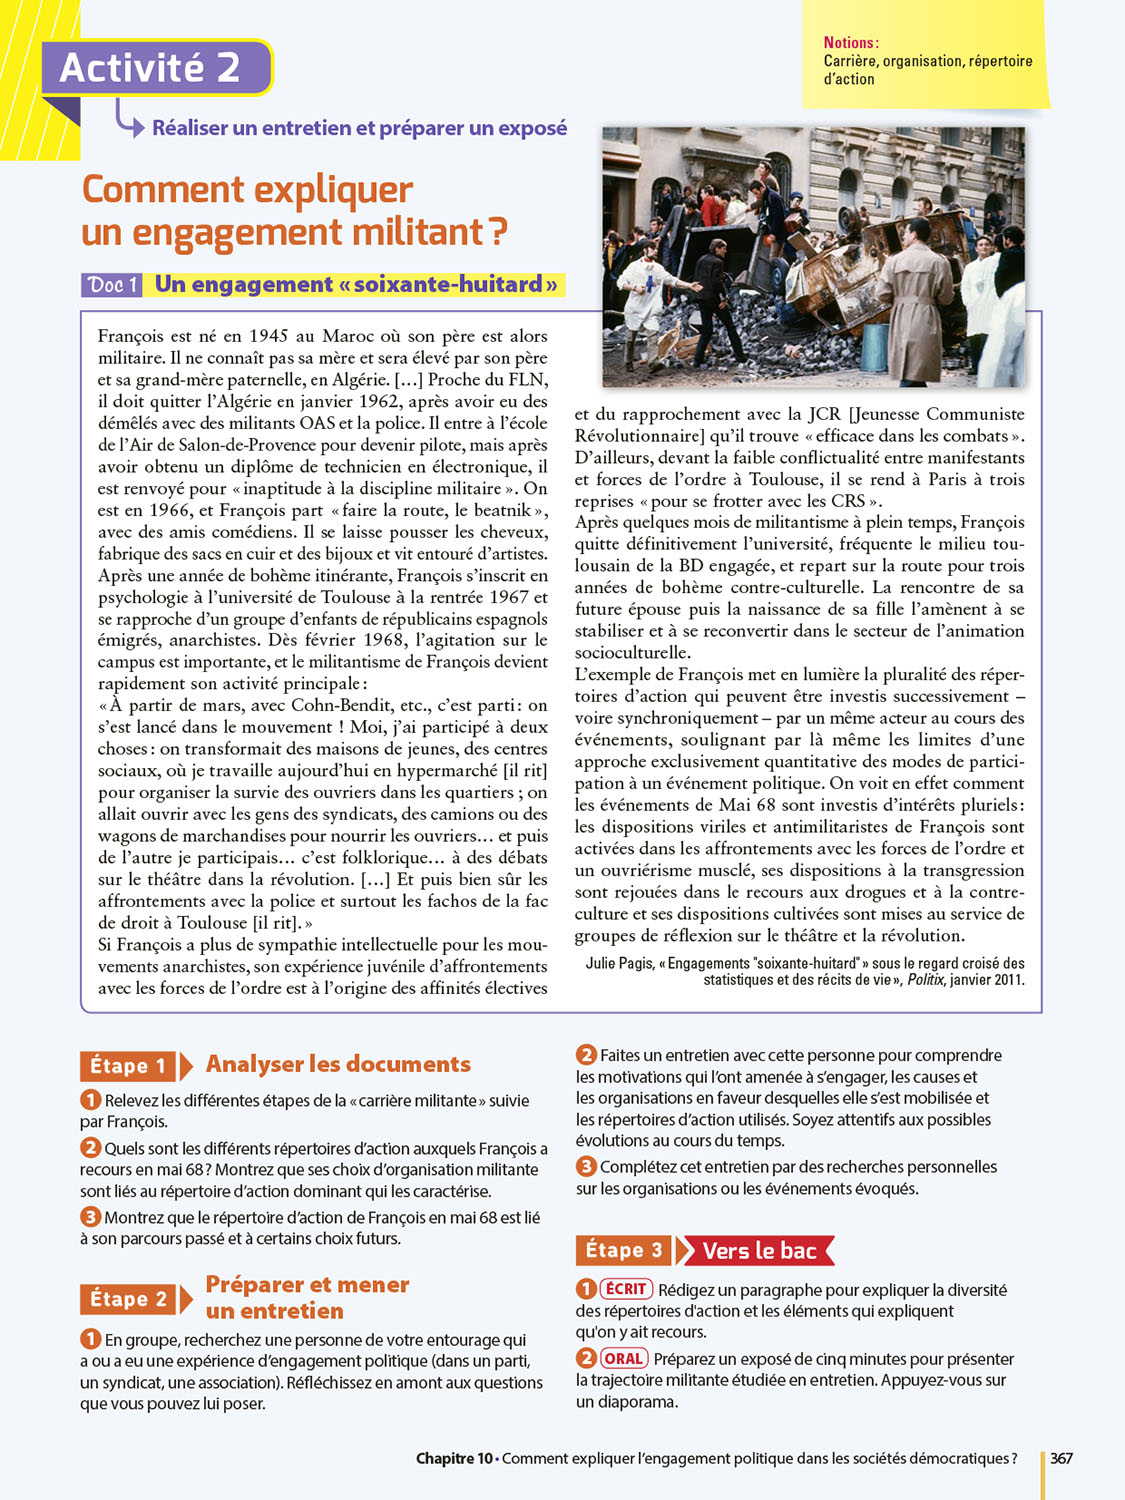 Activité 2
Notions :
Carrière, organisation, répertoire
d'action
Réaliser un entretien et préparer un exposé
Comment expliquer
un engagement militant ?
Doc 1 Un engagement « soixante-huitard »
François est né en 1945 au Maroc où son père est alors
militaire. Il ne connaît pas sa mère et sera élevé par son père
et sa grand-mère paternelle, en Algérie. [...] Proche du FLN,
il doit quitter l'Algérie en janvier 1962, après avoir eu des
démêlés avec des militants OAS et la police. Il entre à l'école
de l'Air de Salon-de-Provence pour devenir pilote, mais après
avoir obtenu un diplôme de technicien en électronique, il
est renvoyé pour « inaptitude à la discipline militaire ». On
est en 1966, et François part « faire la route, le beatnik »,
avec des amis comédiens. Il se laisse pousser les cheveux,
fabrique des sacs en cuir et des bijoux et vit entouré d'artistes.
Après une année de bohème itinérante, François s'inscrit en
psychologie à l'université de Toulouse à la rentrée 1967 et
se rapproche d'un groupe d'enfants de républicains espagnols
émigrés, anarchistes. Dès février 1968, l'agitation sur le
campus est importante, et le militantisme de François devient
rapidement son activité principale :
« À partir de mars, avec Cohn-Bendit, etc., c'est parti : on
s'est lancé dans le mouvement ! Moi, j'ai participé à deux
choses : on transformait des maisons de jeunes, des centres
sociaux, où je travaille aujourd'hui en hypermarché [il rit]
pour organiser la survie des ouvriers dans les quartiers ; on
allait ouvrir avec les gens des syndicats, des camions ou des
wagons de marchandises pour nourrir les ouvriers... et puis
de l'autre je participais... c'est folklorique... à des débats
sur le théâtre dans la révolution. [...] Et puis bien sûr les
affrontements avec la police et surtout les fachos de la fac
de droit à Toulouse [il rit]. »
Si François a plus de sympathie intellectuelle pour les mou-
vements anarchistes, son expérience juvénile d'affrontements
avec les forces de l'ordre est à l'origine des affinités électives
et du rapprochement avec la JCR [Jeunesse Communiste
Révolutionnaire] qu'il trouve « efficace dans les combats ».
D'ailleurs, devant la faible conflictualité entre manifestants
et forces de l'ordre à Toulouse, il se rend à Paris à trois
reprises « pour se frotter avec les CRS ».
Après quelques mois de militantisme à plein temps, François
quitte définitivement l'université, fréquente le milieu tou-
lousain de la BD engagée, et repart sur la route pour trois
années de bohème contre-culturelle. La rencontre de sa
future épouse puis la naissance de sa fille l'amènent à se
stabiliser et à se reconvertir dans le secteur de l'animation
socioculturelle.
L'exemple de François met en lumière la pluralité des réper-
toires d'action qui peuvent être investis successivement –
voire synchroniquement – par un même acteur au cours des
événements, soulignant par là même les limites d'une
approche exclusivement quantitative des modes de partici-
pation à un événement politique. On voit en effet comment
les événements de Mai 68 sont investis d'intérêts pluriels :
les dispositions viriles et antimilitaristes de François sont
activées dans les affrontements avec les forces de l'ordre et
un ouvriérisme musclé, ses dispositions à la transgression
sont rejouées dans le recours aux drogues et à la contre-
culture et ses dispositions cultivées sont mises au service de
groupes de réflexion sur le théâtre et la révolution.
Julie Pagis, « Engagements "soixante-huitard" » sous le regard croisé des
statistiques et des récits de vie », Politix, janvier 2011.
Étape 1 Analyser les documents
1 Relevez les différentes étapes de la « carrière militante » suivie
par François.
2 Quels sont les différents répertoires d'action auxquels François a
recours en mai 68 ? Montrez que ses choix d'organisation militante
sont liés au répertoire d'action dominant qui les caractérise.
3 Montrez que le répertoire d'action de François en mai 68 est lié
à son parcours passé et à certains choix futurs.
Étape 2 Préparer et mener
un entretien
1 En groupe, recherchez une personne de votre entourage qui
a ou a eu une expérience d'engagement politique (dans un parti,
un syndicat, une association). Réfléchissez en amont aux questions
que vous pouvez lui poser.
2 Faites un entretien avec cette personne pour comprendre
les motivations qui l'ont amenée à s'engager, les causes et
les organisations en faveur desquelles elle s'est mobilisée et
les répertoires d'action utilisés. Soyez attentifs aux possibles
évolutions au cours du temps.
3 Complétez cet entretien par des recherches personnelles
sur les organisations ou les événements évoqués.
Étape 3 Vers le bac
1 ÉCRIT Rédigez un paragraphe pour expliquer la diversité
des répertoires d'action et les éléments qui expliquent
qu'on y ait recours.
2 ORAL Préparez un exposé de cinq minutes pour présenter
la trajectoire militante étudiée en entretien. Appuyez-vous sur
un diaporama.
Chapitre 10 • Comment expliquer l'engagement politique dans les sociétés démocratiques ? 367